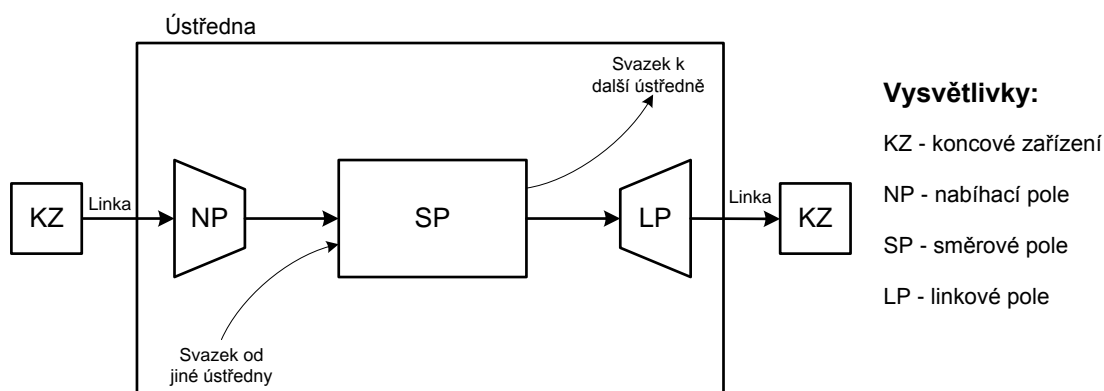 Ústředna
Svazek k
další ústředně
KZ
Linka
NP
SP
LP
Linka
KZ
Svazek od
jiné ústředny
Vysvětlivky:
KZ - koncové zařízení
NP - nabíhací pole
SP - směrové pole
LP - linkové pole